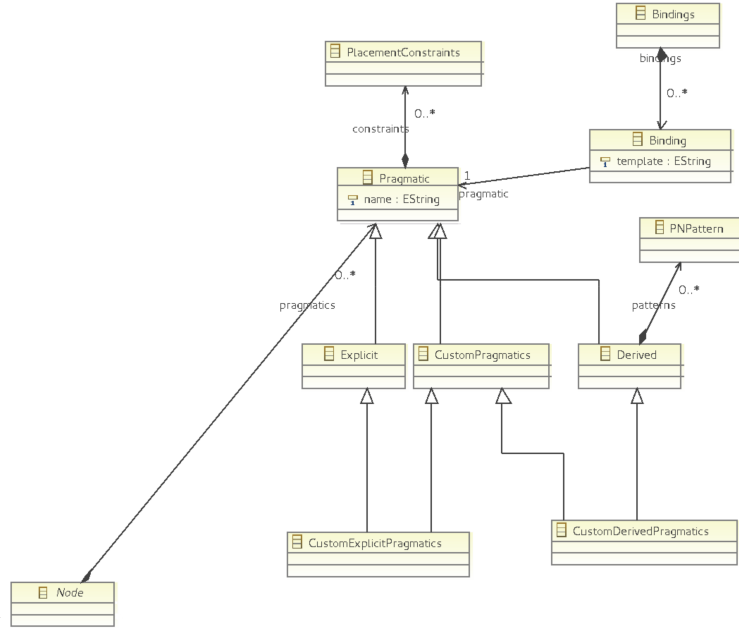 Bindings
PlacementConstraints
bindings
0..*
0..*
constraints
Binding
template : EString
Pragmatic
1
name : EString
pragmatic
PNPattern
0..*
0..*
pragmatics
patterns
Explicit
CustomPragmatics
Derived
CustomExplicitPragmatics
CustomDerivedPragmatics
Node